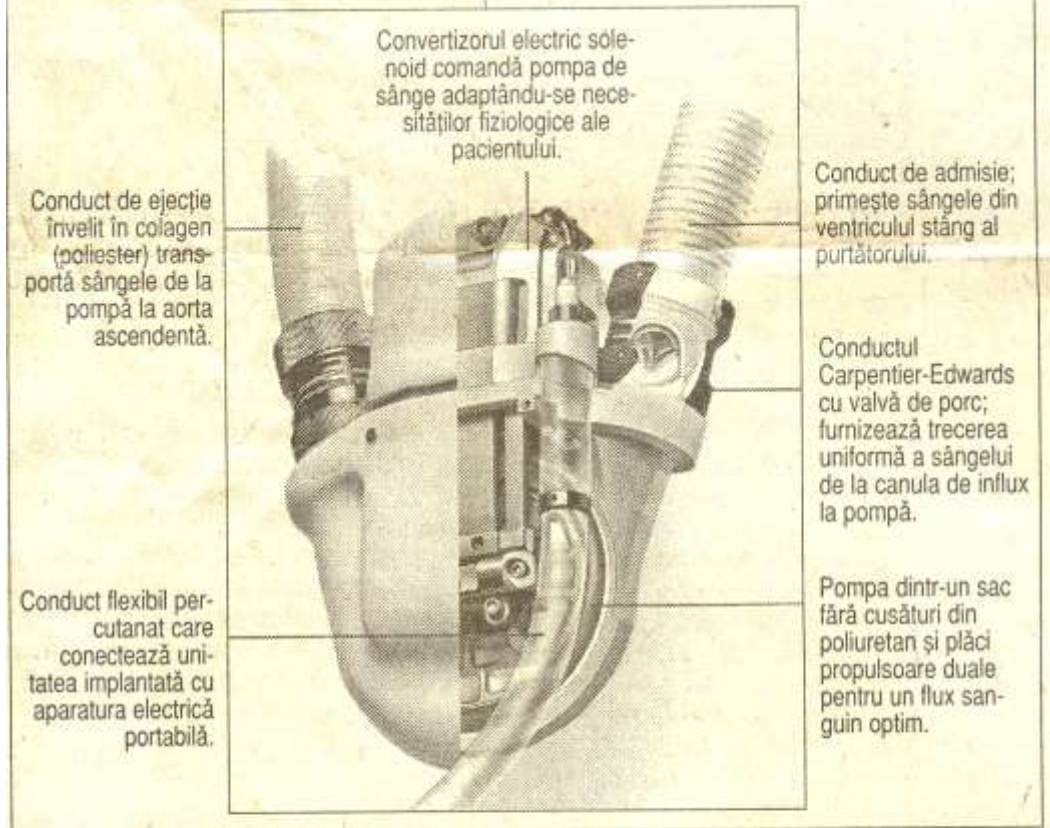 Convertizorul electric sole-
noid comandă pompa de
sânge adaptându-se nece-
sităților fiziologice ale
pacientului.
Conduct de ejecție
învelit în colagen
(poliester) trans-
portă sângele de la
pompă la aorta
ascendentă.
Conduct de admisie;
primește sângele din
ventriculul stâng al
purtătorului.
Conductul
Carpentier-Edwards
cu valvă de porc;
furnizează trecerea
uniformă a sângelui
de la canula de influx
la pompă.
Conduct flexibil per-
cutanat care
conectează uni-
tatea implantată cu
aparatura electrică
portabilă.
Pompa dintr-un sac
fără cusături din
poliuretan și plăci
propulsoare duale
pentru un flux san-
guin optim.